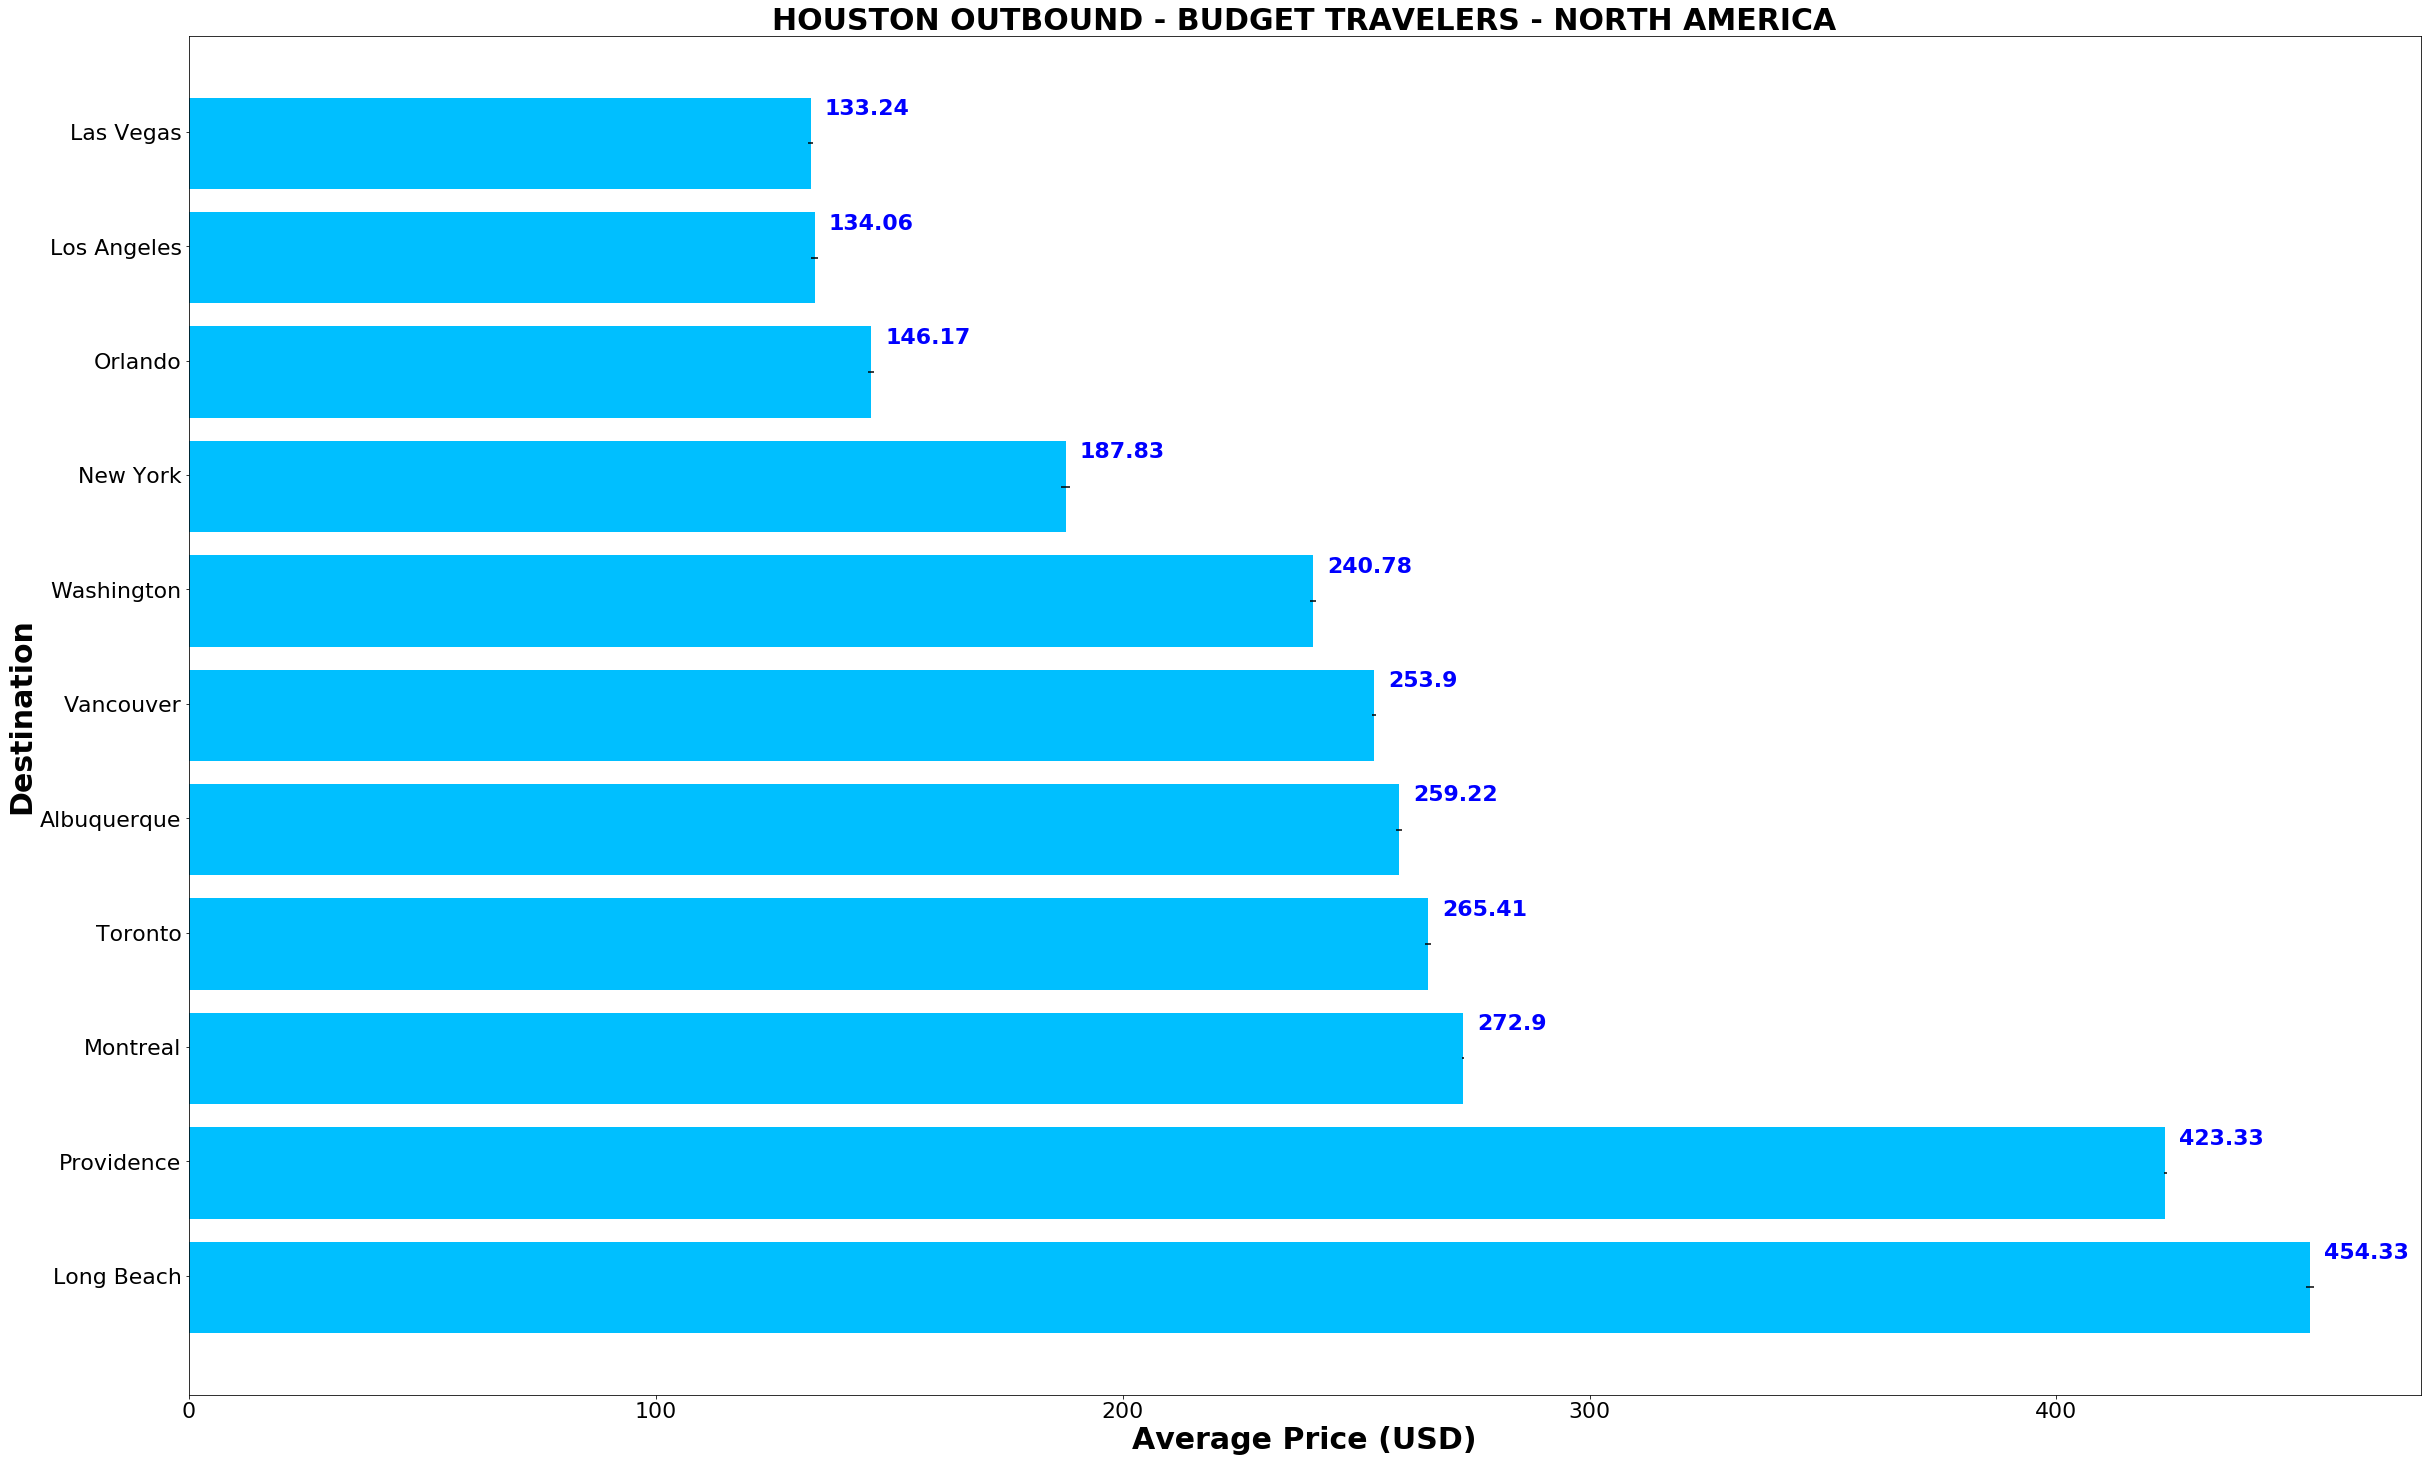 HOUSTON OUTBOUND - BUDGET TRAVELERS - NORTH AMERICA
Las Vegas 133.24
Los Angeles 134.06
Orlando 146.17
New York 187.83
Washington 240.78
Vancouver 253.9
Albuquerque 259.22
Toronto 265.41
Montreal 272.9
Providence 423.33
Long Beach 454.33
Destination
0 100 200 300 400
Average Price (USD)